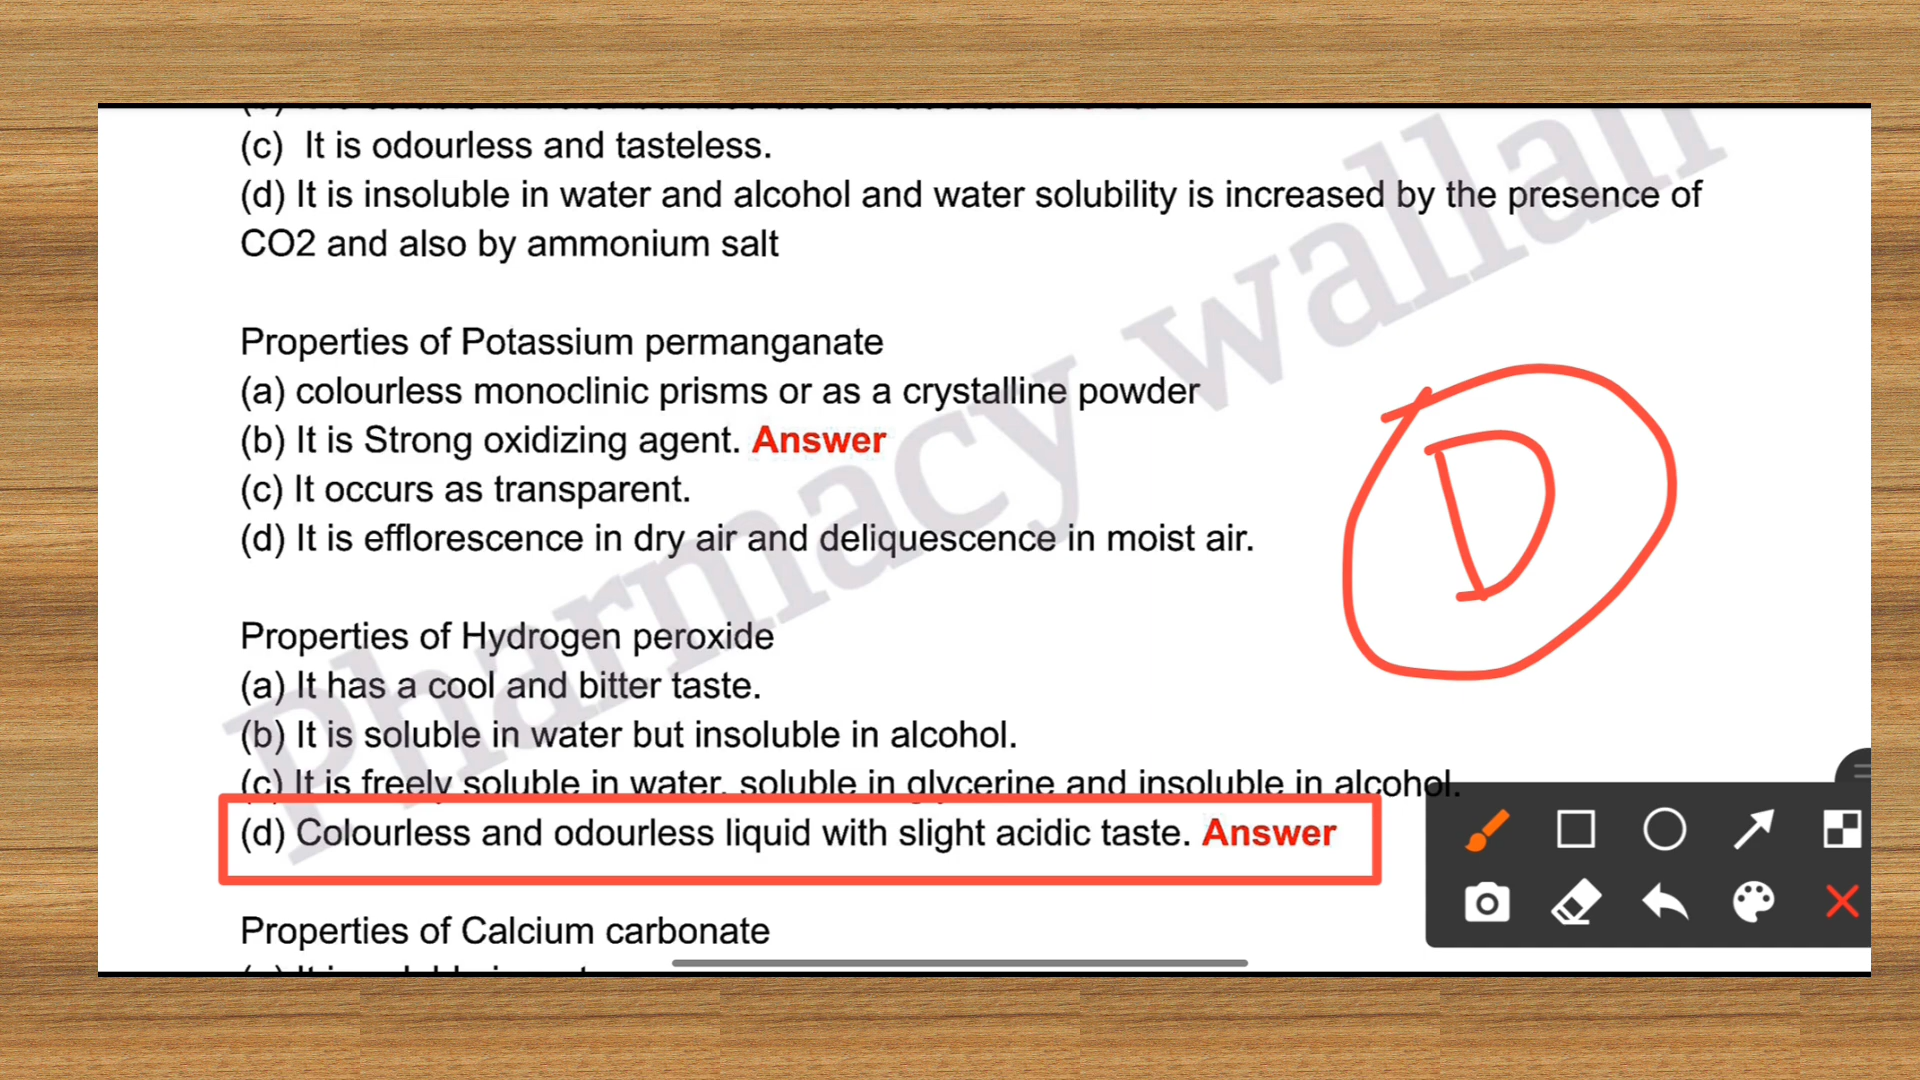 (c) It is odourless and tasteless.
(d) It is insoluble in water and alcohol and water solubility is increased by the presence of
CO2 and also by ammonium salt
Properties of Potassium permanganate
(a) colourless monoclinic prisms or as a crystalline powder
(b) It is Strong oxidizing agent. Answer
(c) It occurs as transparent.
(d) It is efflorescence in dry air and deliquescence in moist air.
D
Properties of Hydrogen peroxide
(a) It has a cool and bitter taste.
(b) It is soluble in water but insoluble in alcohol.
(c) It is freely soluble in water, soluble in glycerine and insoluble in alcohol.
(d) Colourless and odourless liquid with slight acidic taste. Answer
Properties of Calcium carbonate
Pharmacy wallah